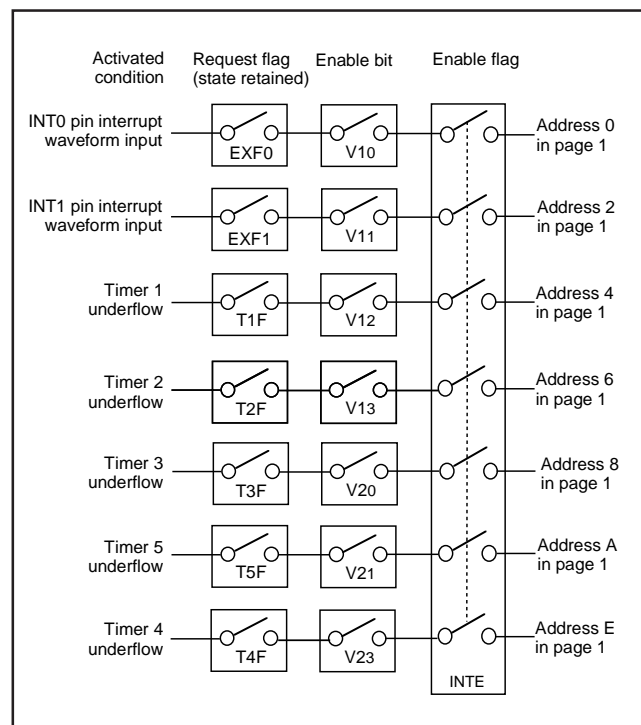 Activated condition
Request flag (state retained)
Enable bit
Enable flag
INT0 pin interrupt waveform input
EXF0
V10
Address 0 in page 1
INT1 pin interrupt waveform input
EXF1
V11
Address 2 in page 1
Timer 1 underflow
T1F
V12
Address 4 in page 1
Timer 2 underflow
T2F
V13
Address 6 in page 1
Timer 3 underflow
T3F
V20
Address 8 in page 1
Timer 5 underflow
T5F
V21
Address A in page 1
Timer 4 underflow
T4F
V23
Address E in page 1
INTE